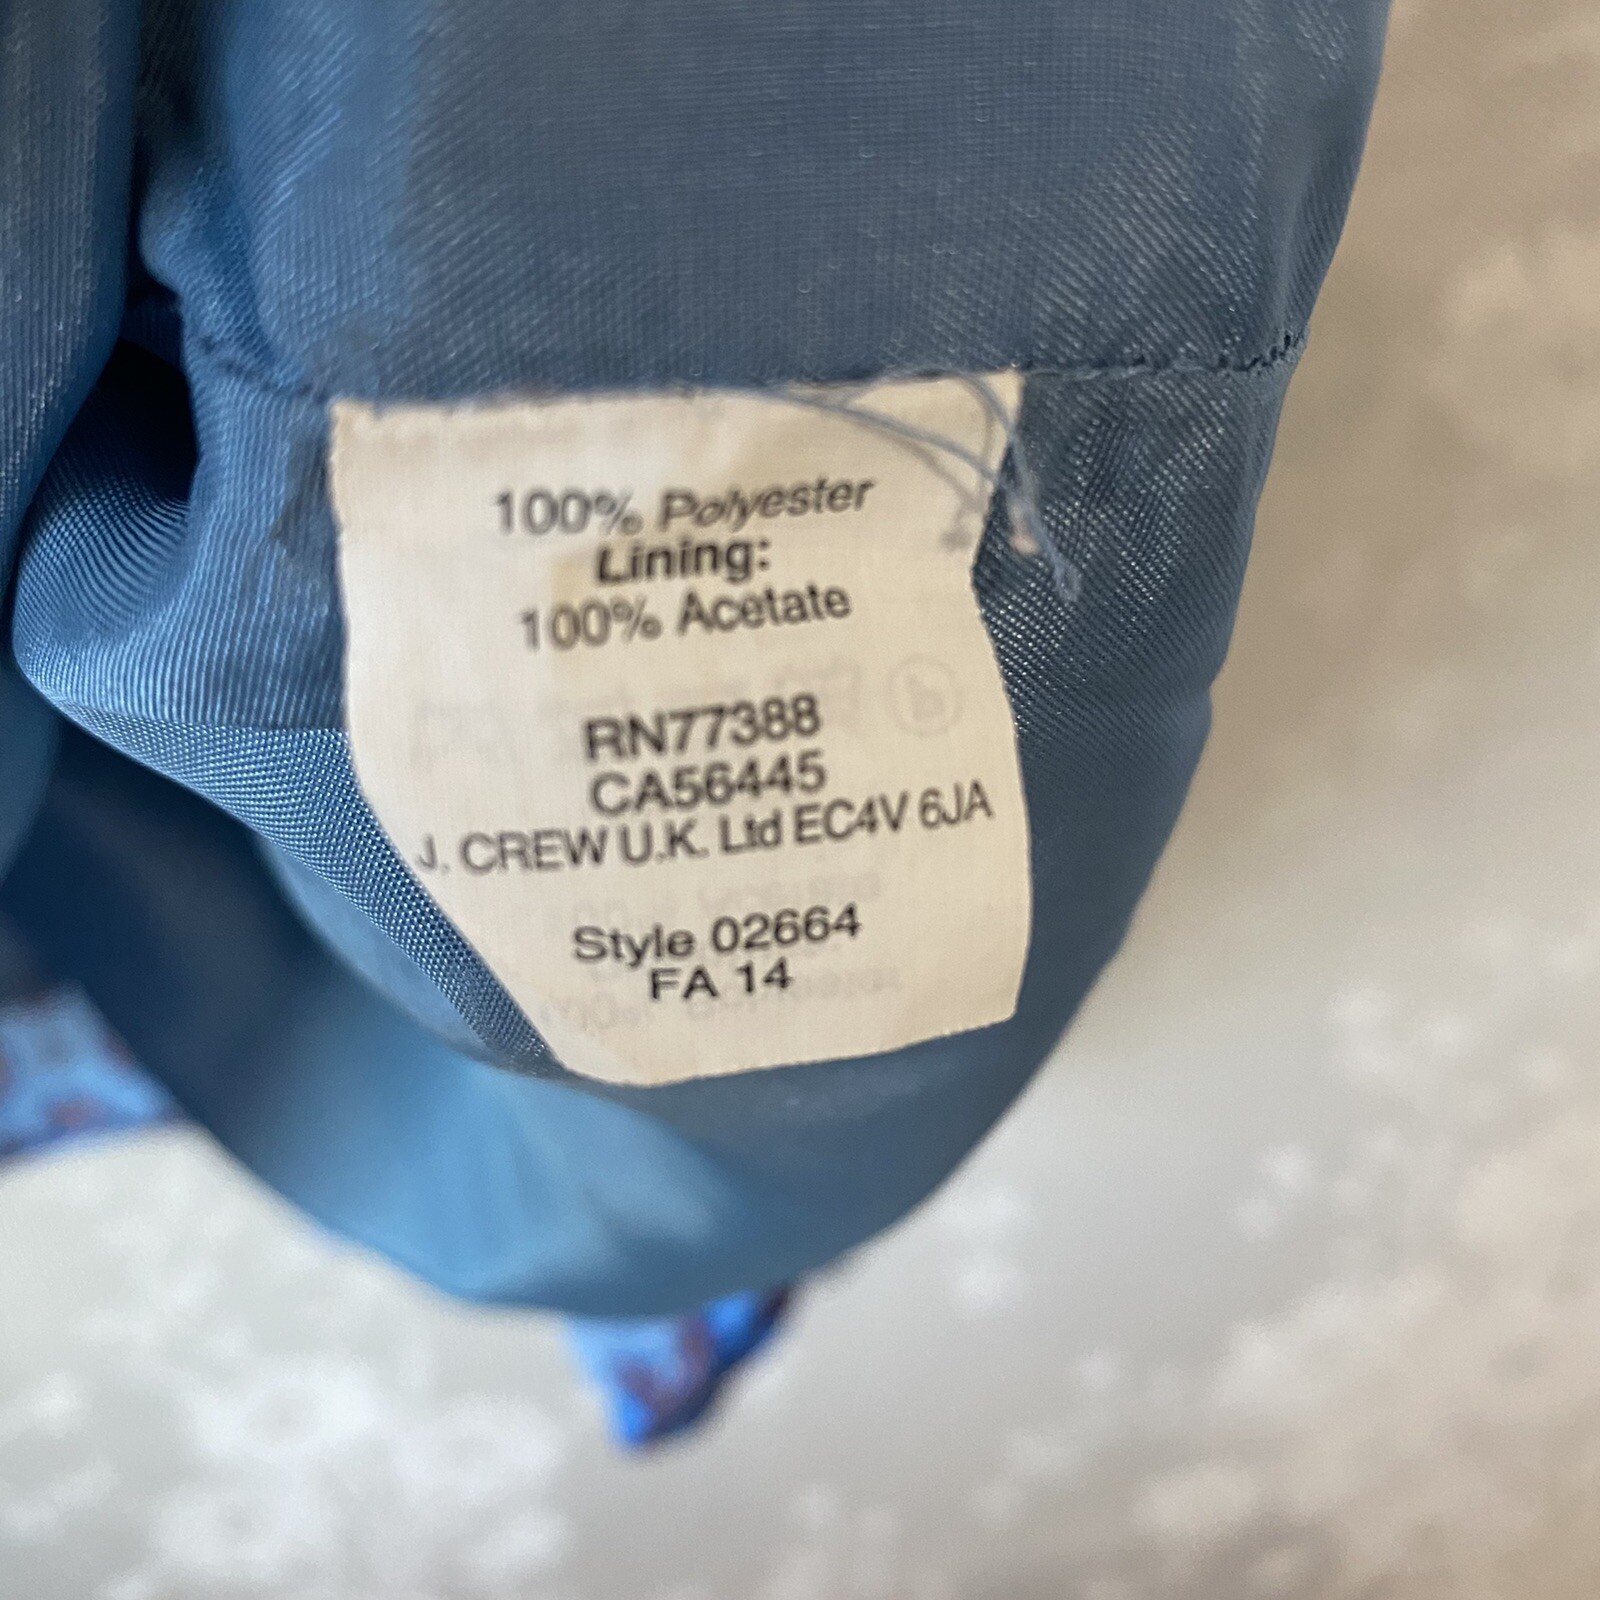 100% Polyester
Lining:
100% Acetate
RN77388
CA56445
J. CREW U.K. Ltd EC4V 6JA
Style 02664
FA 14